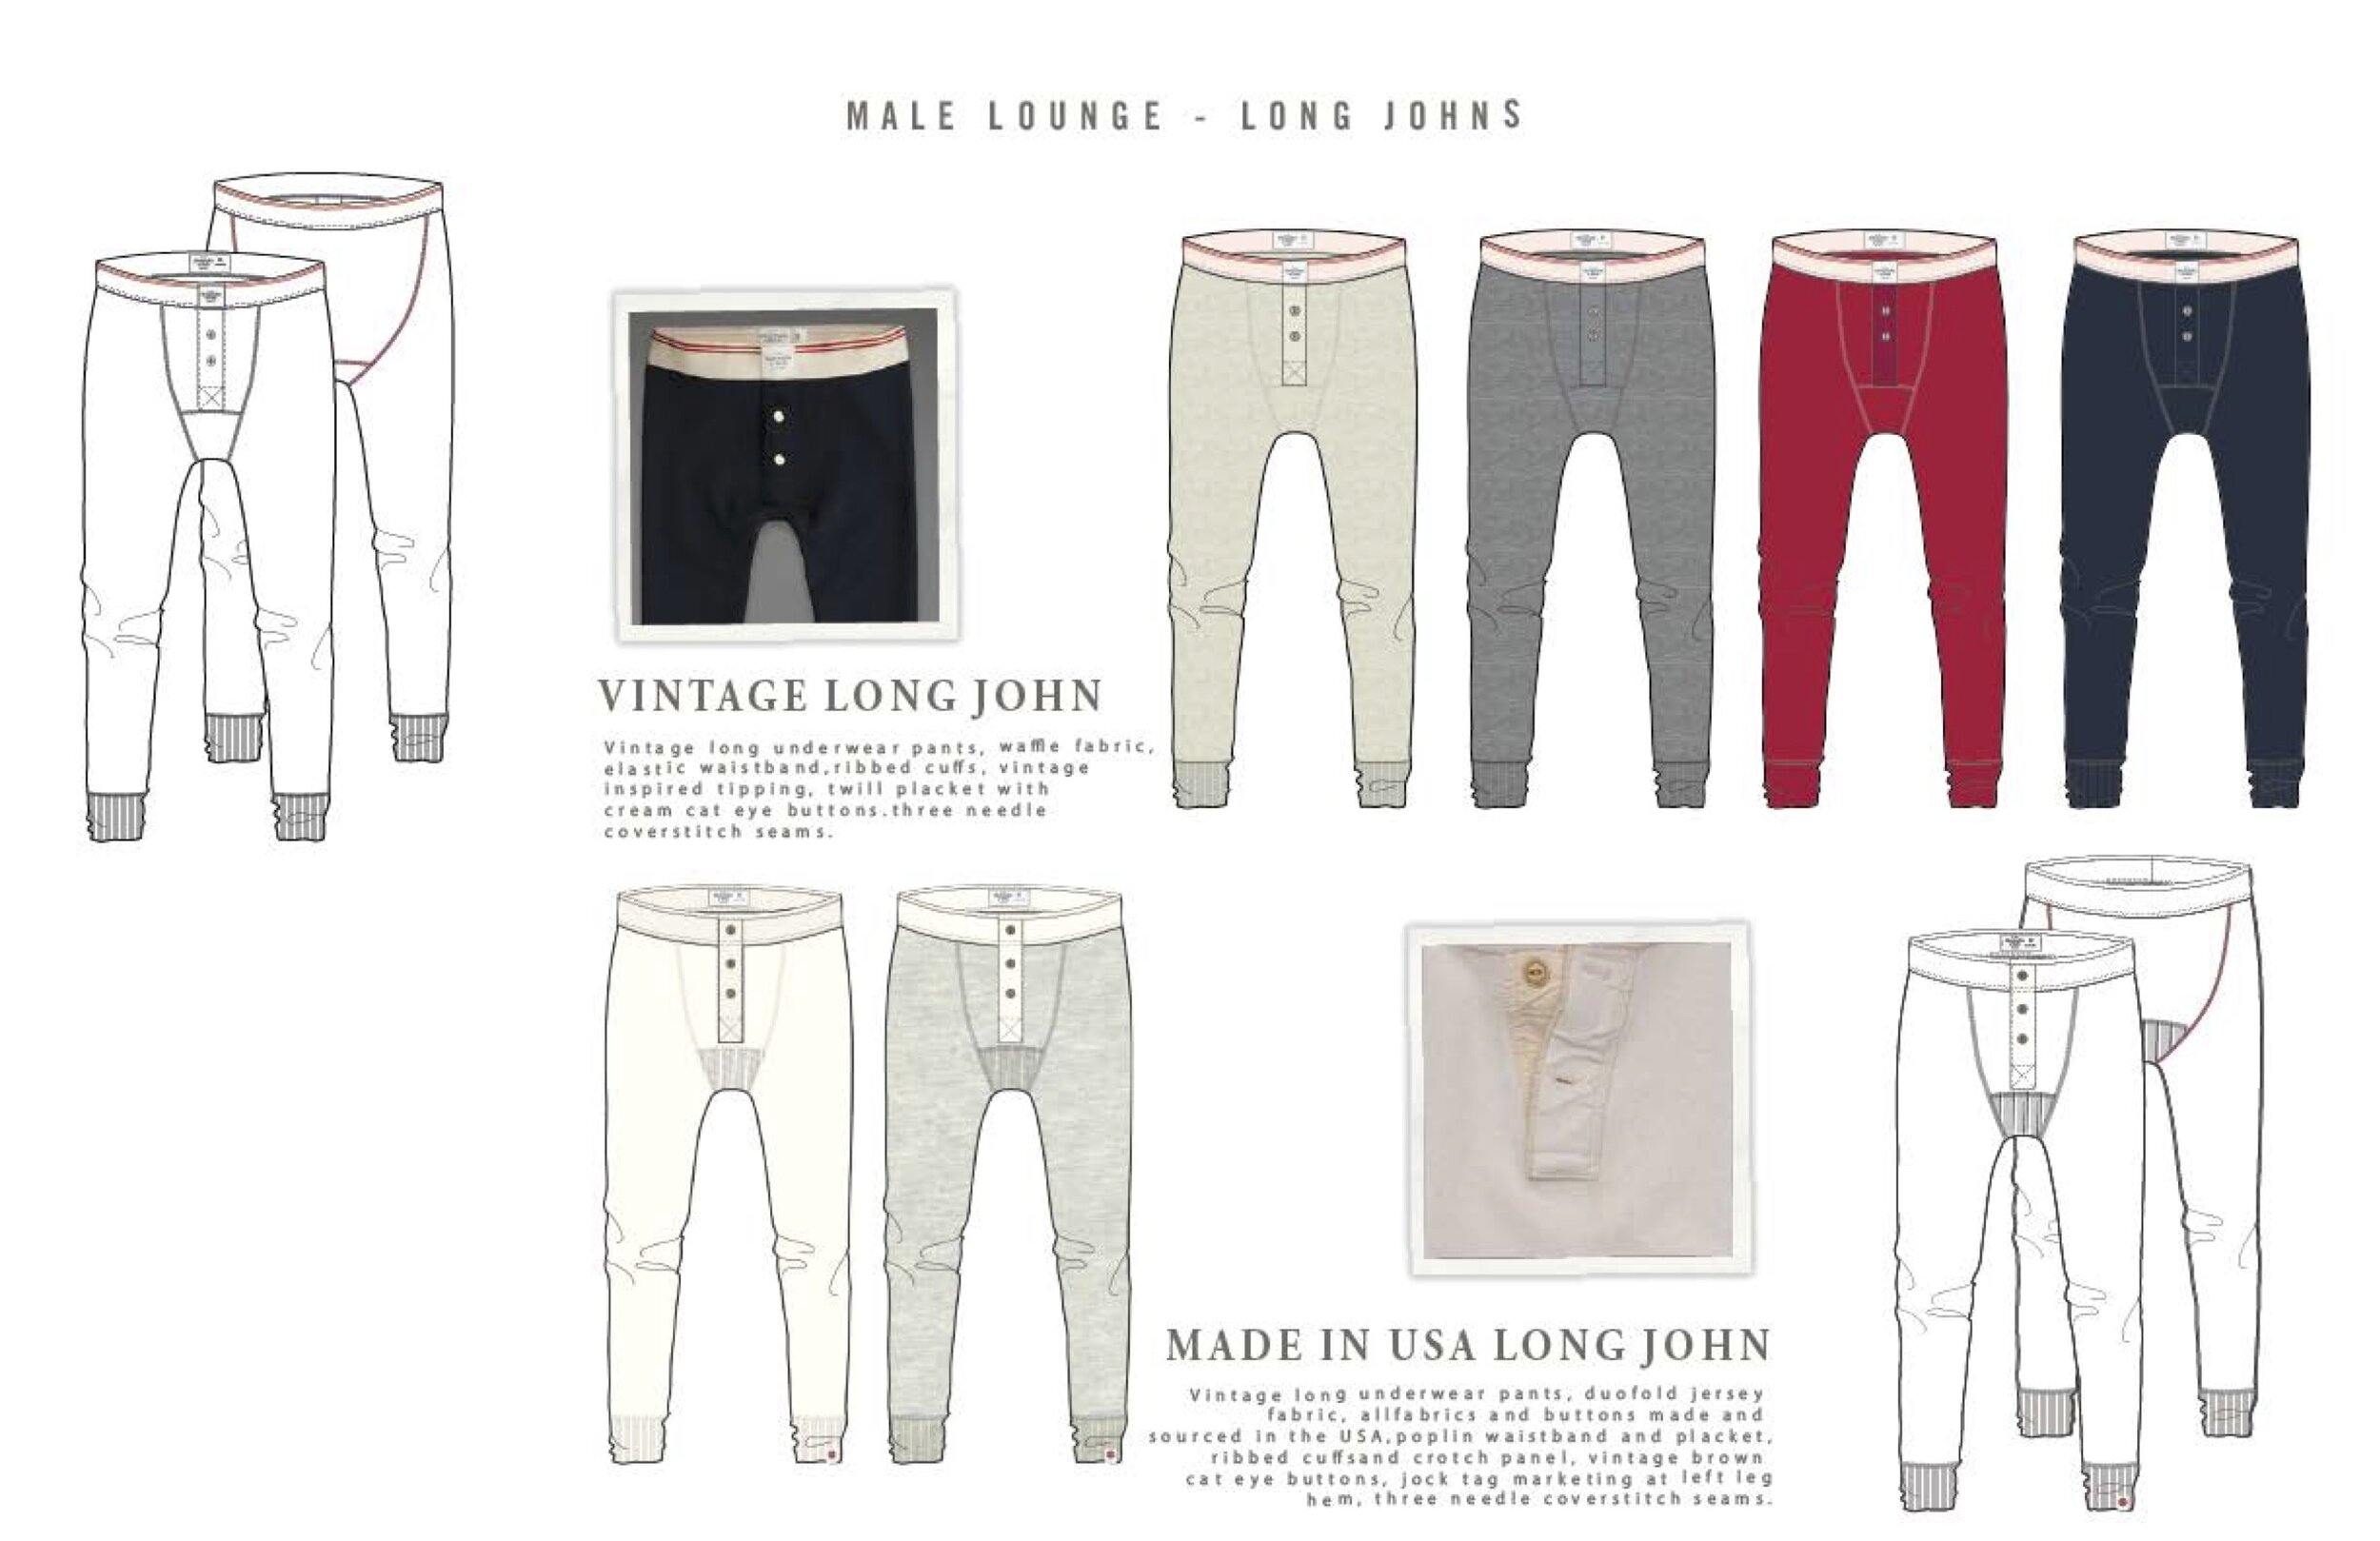 MALE LOUNGE - LONG JOHNS
VINTAGE LONG JOHN
Vintage long underwear pants, waffle fabric,
elastic waistband,ribbed cuffs, vintage
inspired tipping, twill placket with
cream cat eye buttons.three needle
coverstitch seams.
MADE IN USA LONG JOHN
Vintage long underwear pants, duofold jersey
fabric, allfabrics and buttons made and
sourced in the USA,poplin waistband and placket,
ribbed cuffsand crotch panel, vintage brown
cat eye buttons, jock tag marketing at left leg
hem, three needle coverstitch seams.